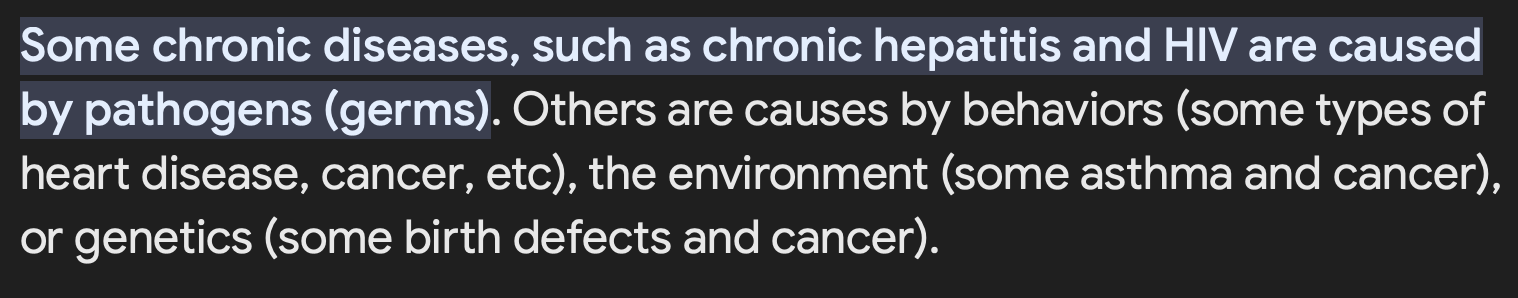 Some chronic diseases, such as chronic hepatitis and HIV are caused
by pathogens (germs). Others are causes by behaviors (some types of
heart disease, cancer, etc), the environment (some asthma and cancer),
or genetics (some birth defects and cancer).